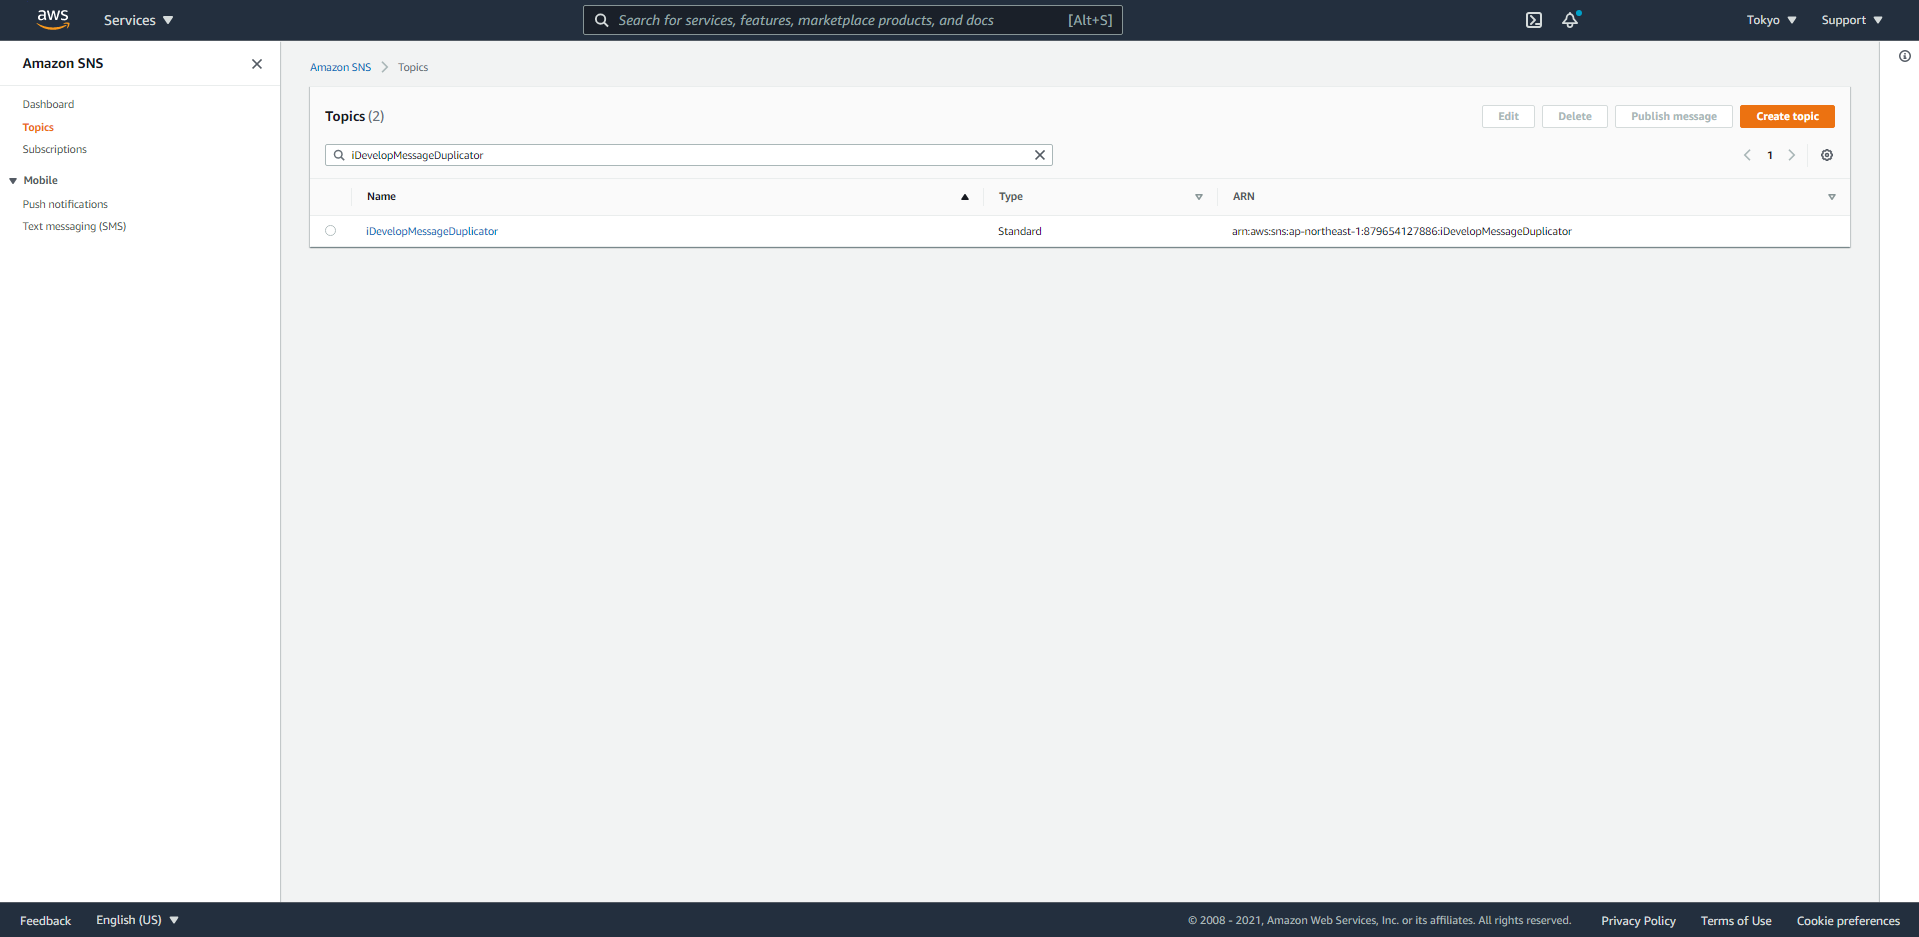 aws Services Search for services, features, marketplace products, and docs [Alt+S] Tokyo Support
Amazon SNS
Dashboard
Topics
Subscriptions
Mobile
Push notifications
Text messaging (SMS)
Amazon SNS Topics
Topics (2) Edit Delete Publish message Create topic
iDevelopMessageDuplicator 1
Name Type ARN
iDevelopMessageDuplicator Standard arn:aws:sns:ap-northeast-1:879654127886:iDevelopMessageDuplicator
Feedback English (US) © 2008 - 2021, Amazon Web Services, Inc. or its affiliates. All rights reserved. Privacy Policy Terms of Use Cookie preferences